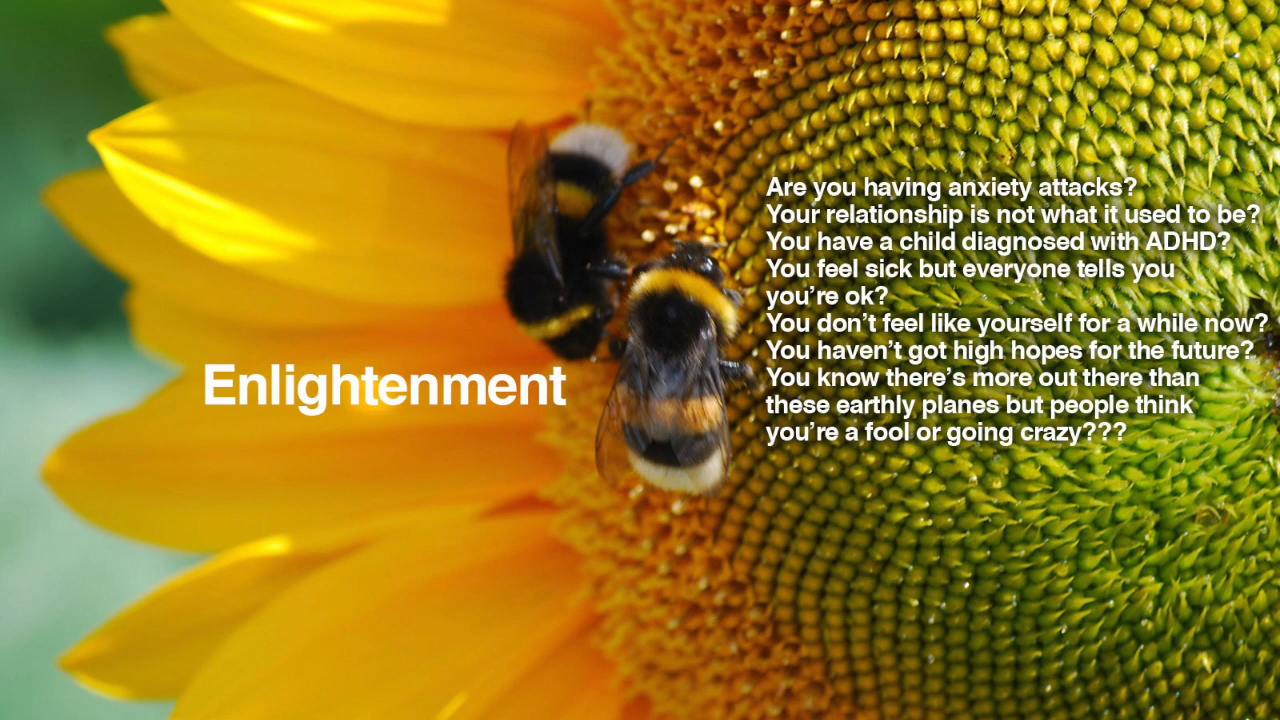 Enlightenment
Are you having anxiety attacks?
Your relationship is not what it used to be?
You have a child diagnosed with ADHD?
You feel sick but everyone tells you
you’re ok?
You don’t feel like yourself for a while now?
You haven’t got high hopes for the future?
You know there’s more out there than
these earthly planes but people think
you’re a fool or going crazy???